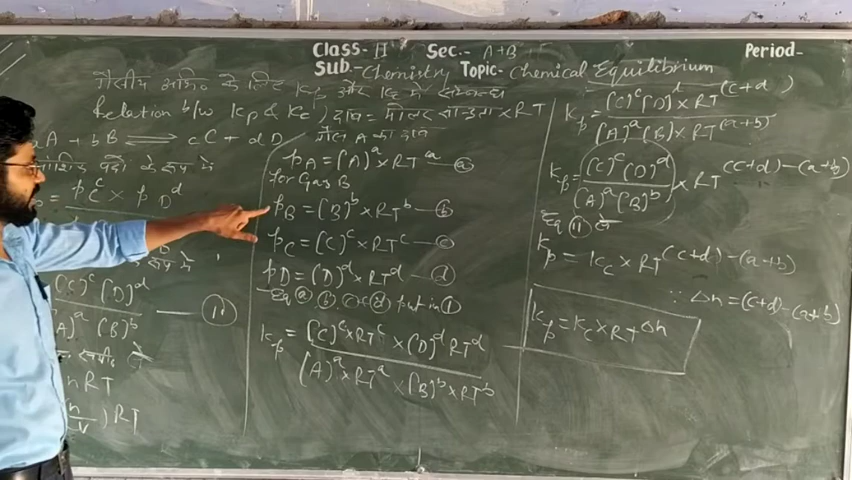 Class- 11 Sec:- A+B Period-
Sub.- Chemistry Topic- Chemical Equilibrium
गैसीय अभि० के लिए Kp और Kc में सम्बन्ध
Relation b/w Kp & Kc) दाब = मोलर सान्द्रता × RT
aA + bB ⇌ cC + dD
के रूप में
= pC^c × pD^d
के रूप में
[C]^c [D]^d
[A]^a [B]^b — (ii)
nRT
(n/v) RT
गैस A का दाब
pA = [A]^a × RT^a — (a)
for Gas B
pB = [B]^b × RT^b — (b)
pC = [C]^c × RT^c — (c)
pD = [D]^d × RT^d — (d)
Eq (a) (b) (c) & (d) put in (i)
Kp = [C]^c × RT^c × [D]^d RT^d
[A]^a × RT^a × [B]^b × RT^b
Kp = [C]^c [D]^d × RT^(c+d)
[A]^a [B]^b × RT^(a+b)
Kp = [C]^c [D]^d × RT^(c+d)-(a+b)
[A]^a [B]^b
Eq (ii) से
Kp = Kc × RT^(c+d)-(a+b)
∵ Δn = (c+d)-(a+b)
Kp = Kc × RT^Δn